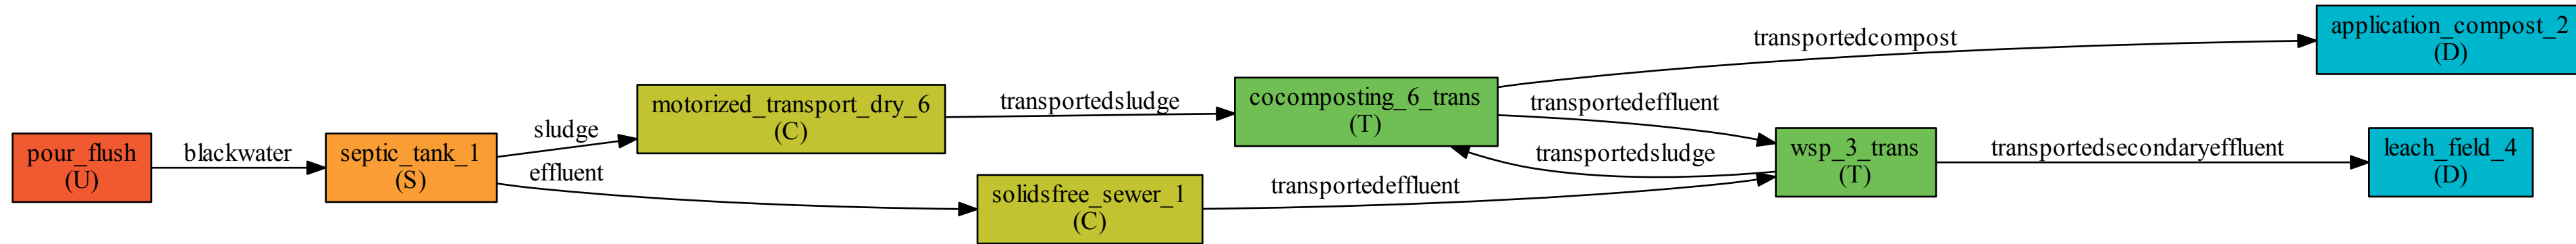 pour_flush
(U)
blackwater
septic_tank_1
(S)
sludge
effluent
motorized_transport_dry_6
(C)
solidsfree_sewer_1
(C)
transportedsludge
transportedeffluent
cocomposting_6_trans
(T)
transportedcompost
transportedeffluent
transportedsludge
wsp_3_trans
(T)
transportedsecondaryeffluent
application_compost_2
(D)
leach_field_4
(D)